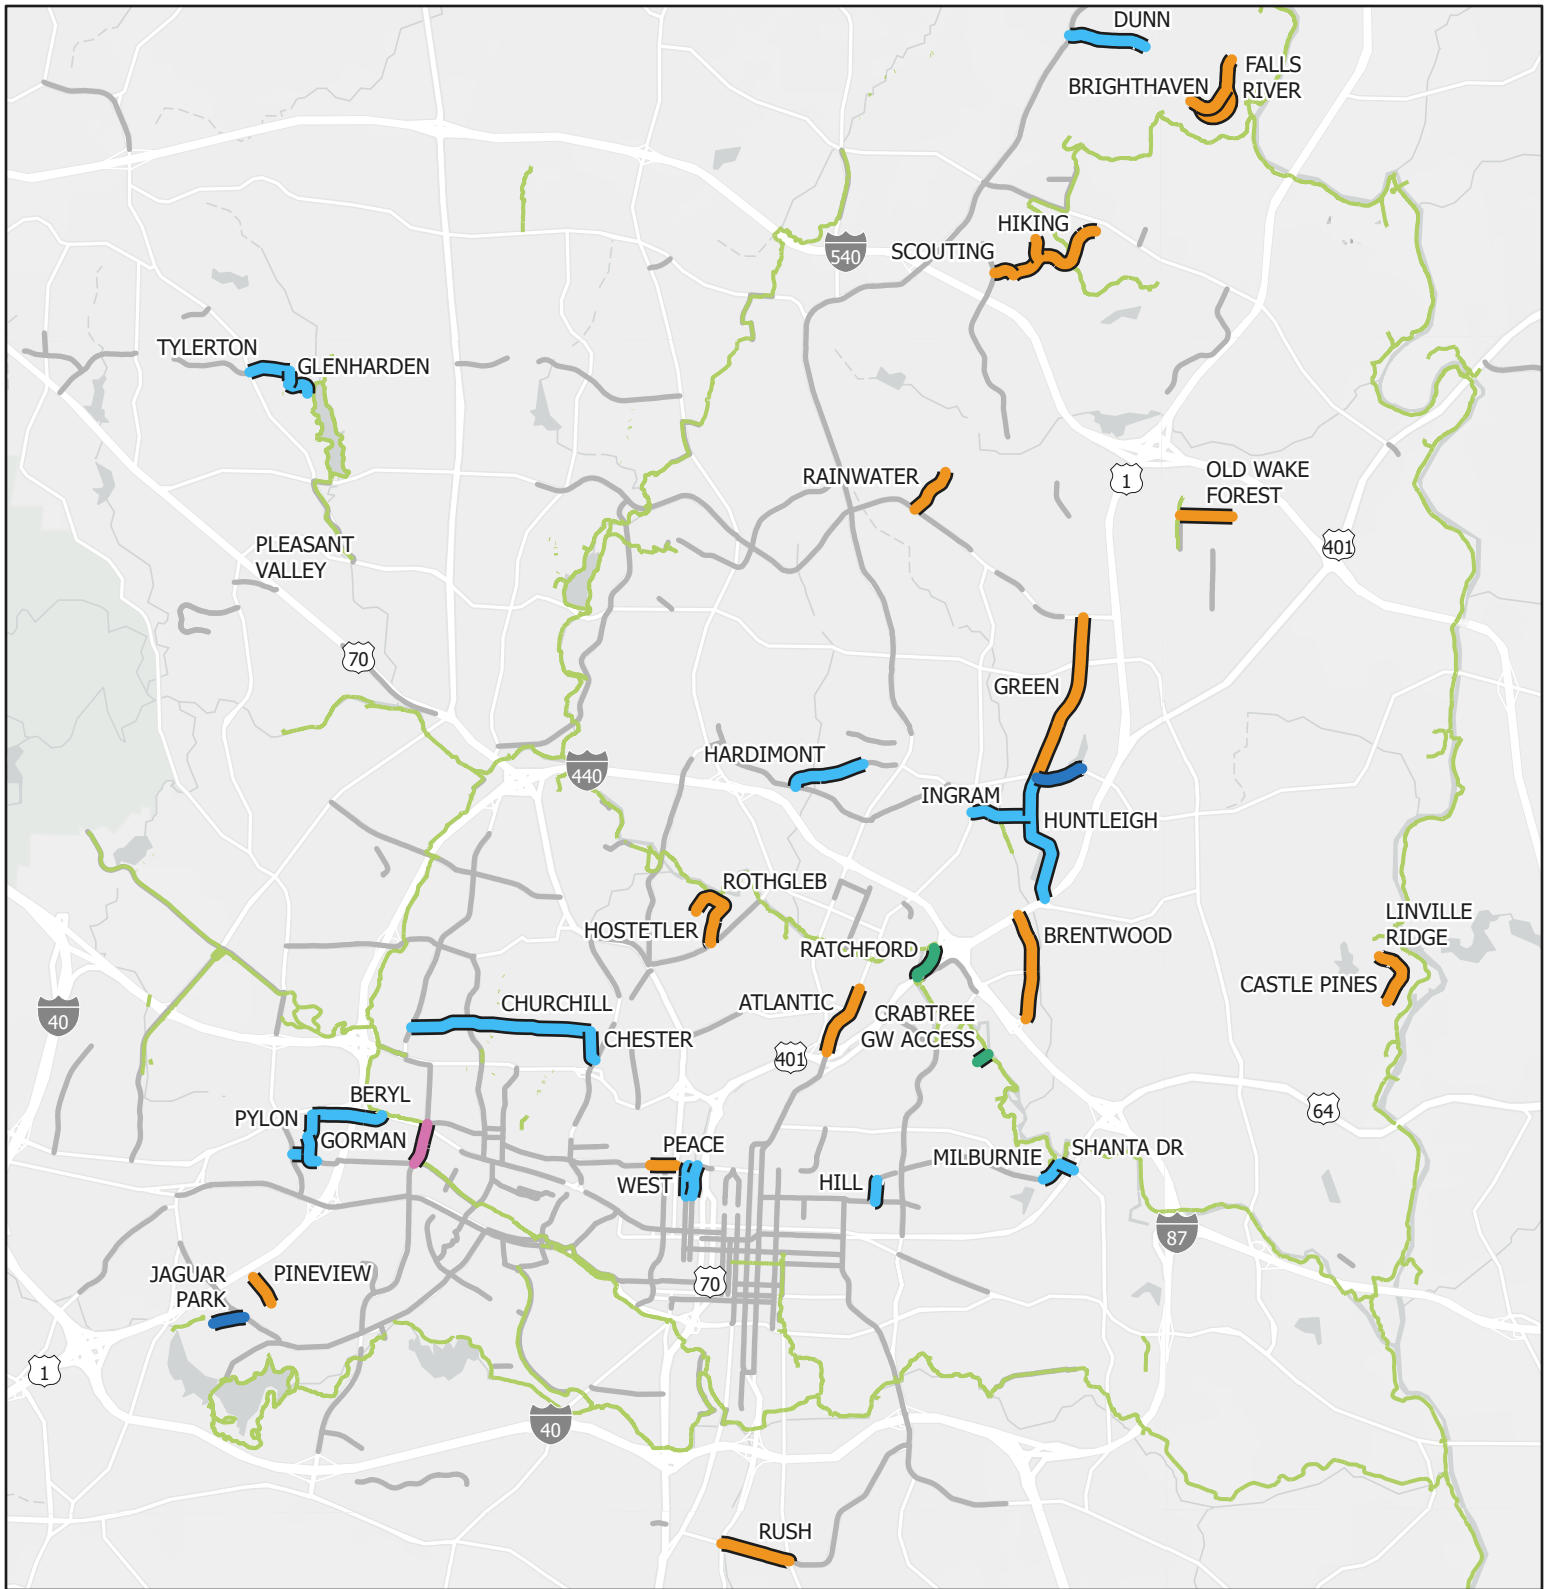 DUNN
FALLS
RIVER
BRIGHTHAVEN
HIKING
SCOUTING
540
TYLERTON
GLENHARDEN
RAINWATER
1
OLD WAKE
FOREST
401
PLEASANT
VALLEY
70
GREEN
HARDIMONT
440
INGRAM
HUNTLEIGH
ROTHGLEB
HOSTETLER
RATCHFORD
BRENTWOOD
LINVILLE
RIDGE
CASTLE PINES
40
CHURCHILL
CHESTER
ATLANTIC
CRABTREE
GW ACCESS
401
BERYL
PYLON
GORMAN
64
PEACE
WEST
HILL
MILBURNIE
SHANTA DR
87
JAGUAR
PARK
PINEVIEW
70
1
40
RUSH